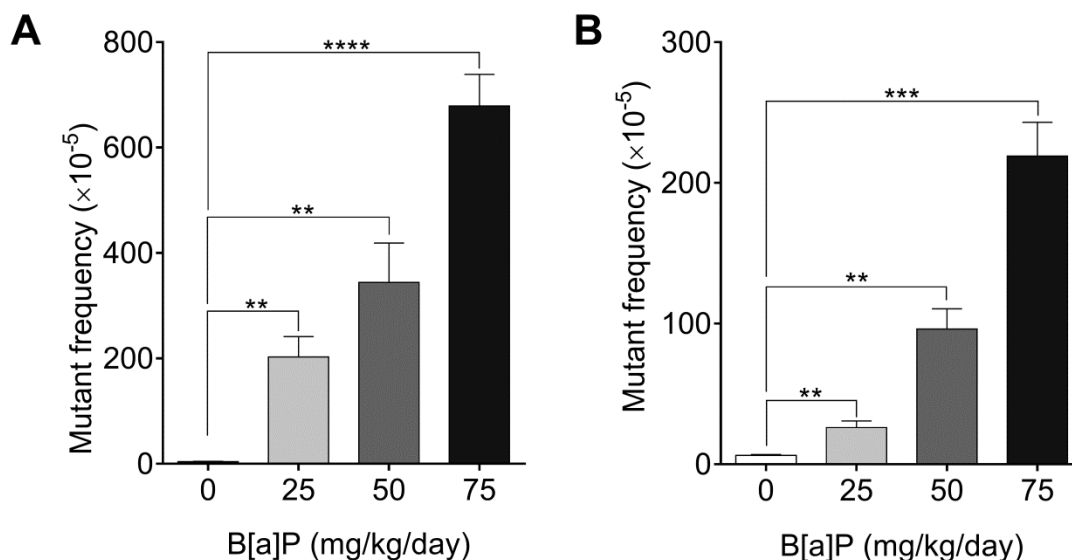 A
Mutant frequency (×10-5)
800
600
400
200
0
****
**
**
0 25 50 75
B[a]P (mg/kg/day)
B
Mutant frequency (×10-5)
300
200
100
0
***
**
**
0 25 50 75
B[a]P (mg/kg/day)